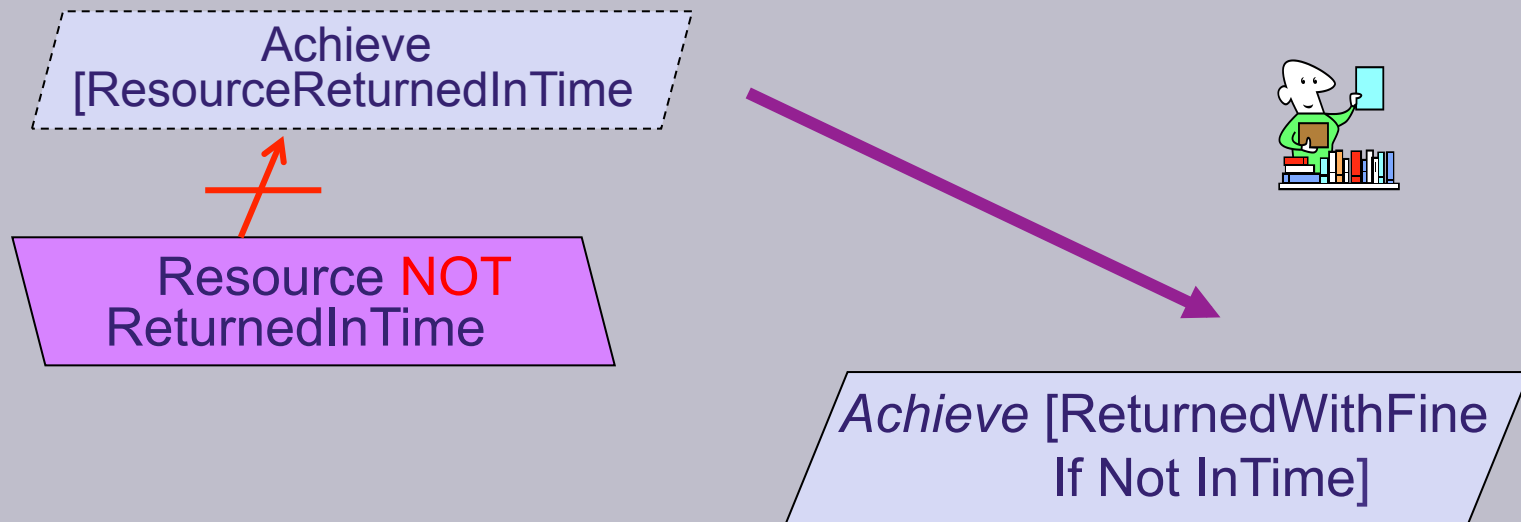 Achieve
[ResourceReturnedInTime
Resource NOT
ReturnedInTime
Achieve [ReturnedWithFine
If Not InTime]